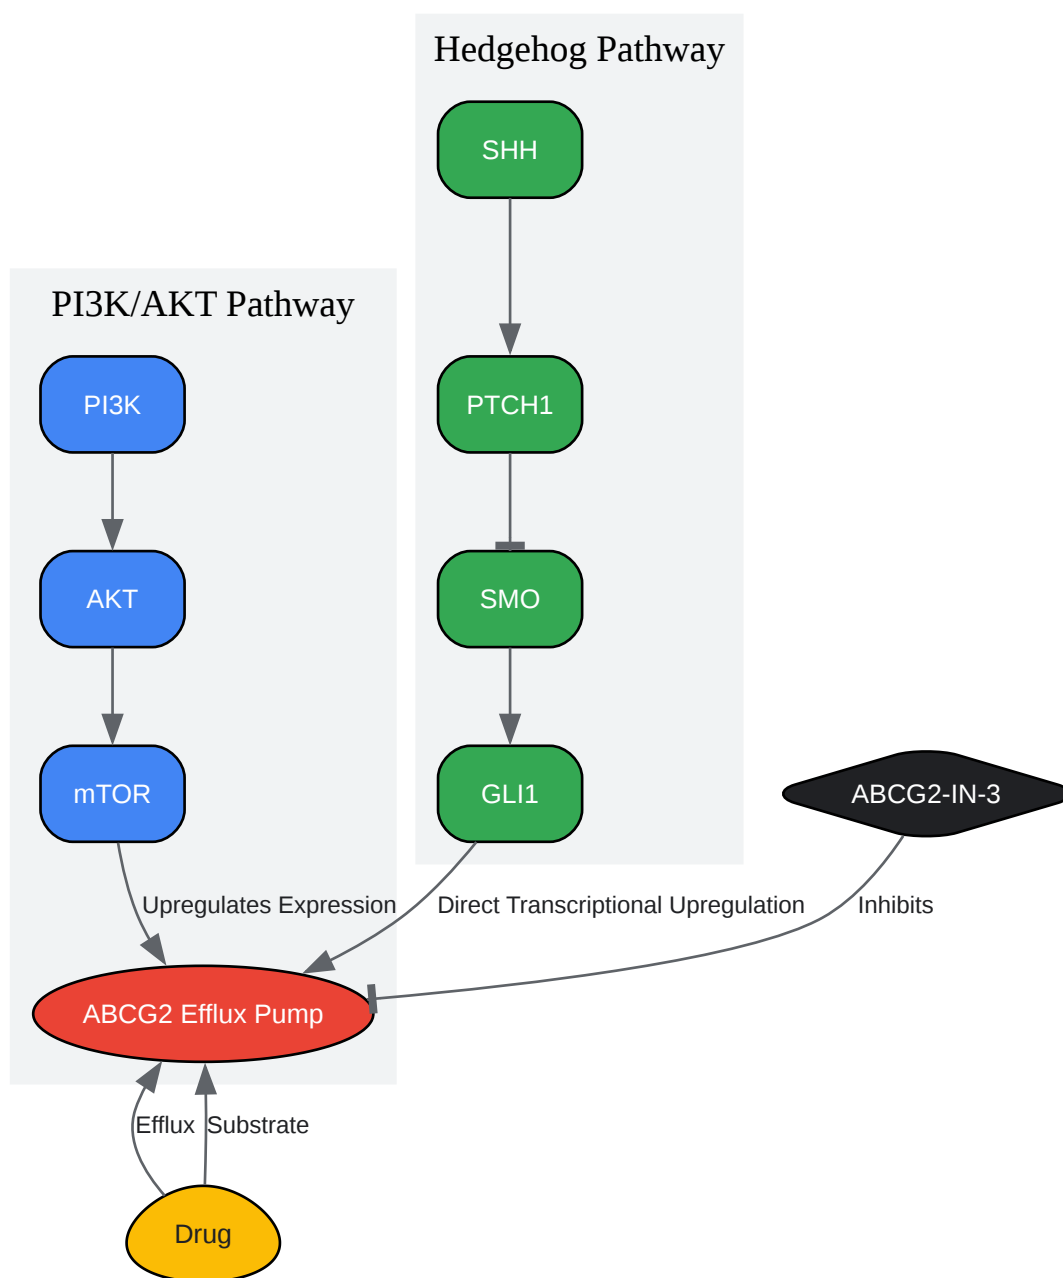 Hedgehog Pathway
SHH
PI3K/AKT Pathway
PI3K
PTCH1
AKT
SMO
mTOR
GLI1
ABCG2-IN-3
Upregulates Expression
Direct Transcriptional Upregulation
Inhibits
ABCG2 Efflux Pump
Efflux
Substrate
Drug